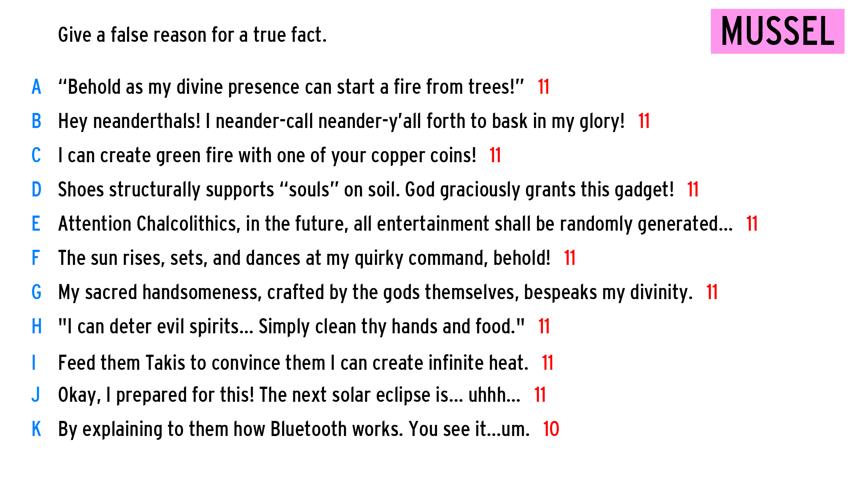 Give a false reason for a true fact.
MUSSEL
A “Behold as my divine presence can start a fire from trees!” 11
B Hey neanderthals! I neander-call neander-y’all forth to bask in my glory! 11
C I can create green fire with one of your copper coins! 11
D Shoes structurally supports “souls” on soil. God graciously grants this gadget! 11
E Attention Chalcolithics, in the future, all entertainment shall be randomly generated... 11
F The sun rises, sets, and dances at my quirky command, behold! 11
G My sacred handsomeness, crafted by the gods themselves, bespeaks my divinity. 11
H "I can deter evil spirits... Simply clean thy hands and food." 11
I Feed them Takis to convince them I can create infinite heat. 11
J Okay, I prepared for this! The next solar eclipse is... uhhh... 11
K By explaining to them how Bluetooth works. You see it...um. 10